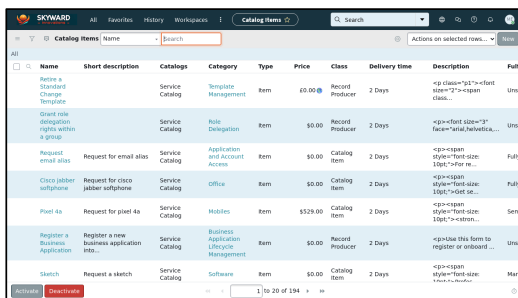 SKYWARD
All Favorites History Workspaces Catalog Items Search
Catalog Items Name Search Actions on selected rows... New
All
Name Short description Catalogs Category Type Price Class Delivery time Description
Retire a Standard Change Template Service Catalog Template Management Item £0.00 Record Producer 2 Days <p class="p1"><font size="2"><span class...
Grant role delegation rights within a group Service Catalog Role Delegation Item $0.00 Record Producer 2 Days <p><font size="3" face="arial,helvetica,...
Request email alias Request for email alias Service Catalog Application and Account Access Item $0.00 Catalog Item 2 Days <p><span style="font-size: 10pt;">For re...
Cisco jabber softphone Request for cisco jabber softphone Service Catalog Office Item $0.00 Catalog Item 2 Days <p><span style="font-size: 10pt;">Get se...
Pixel 4a Request for pixel 4a Service Catalog Mobiles Item $529.00 Catalog Item 2 Days <p><span style="font-size: 10pt;"><stron...
Register a Business Application Register a new business application into... Service Catalog Business Application Lifecycle Management Item $0.00 Record Producer 2 Days <p>Use this form to register or onboard ...
Sketch Request a sketch Service Catalog Software Item $0.00 Catalog Item 2 Days <p><span style="font-size:
Activate Deactivate 1 to 20 of 194